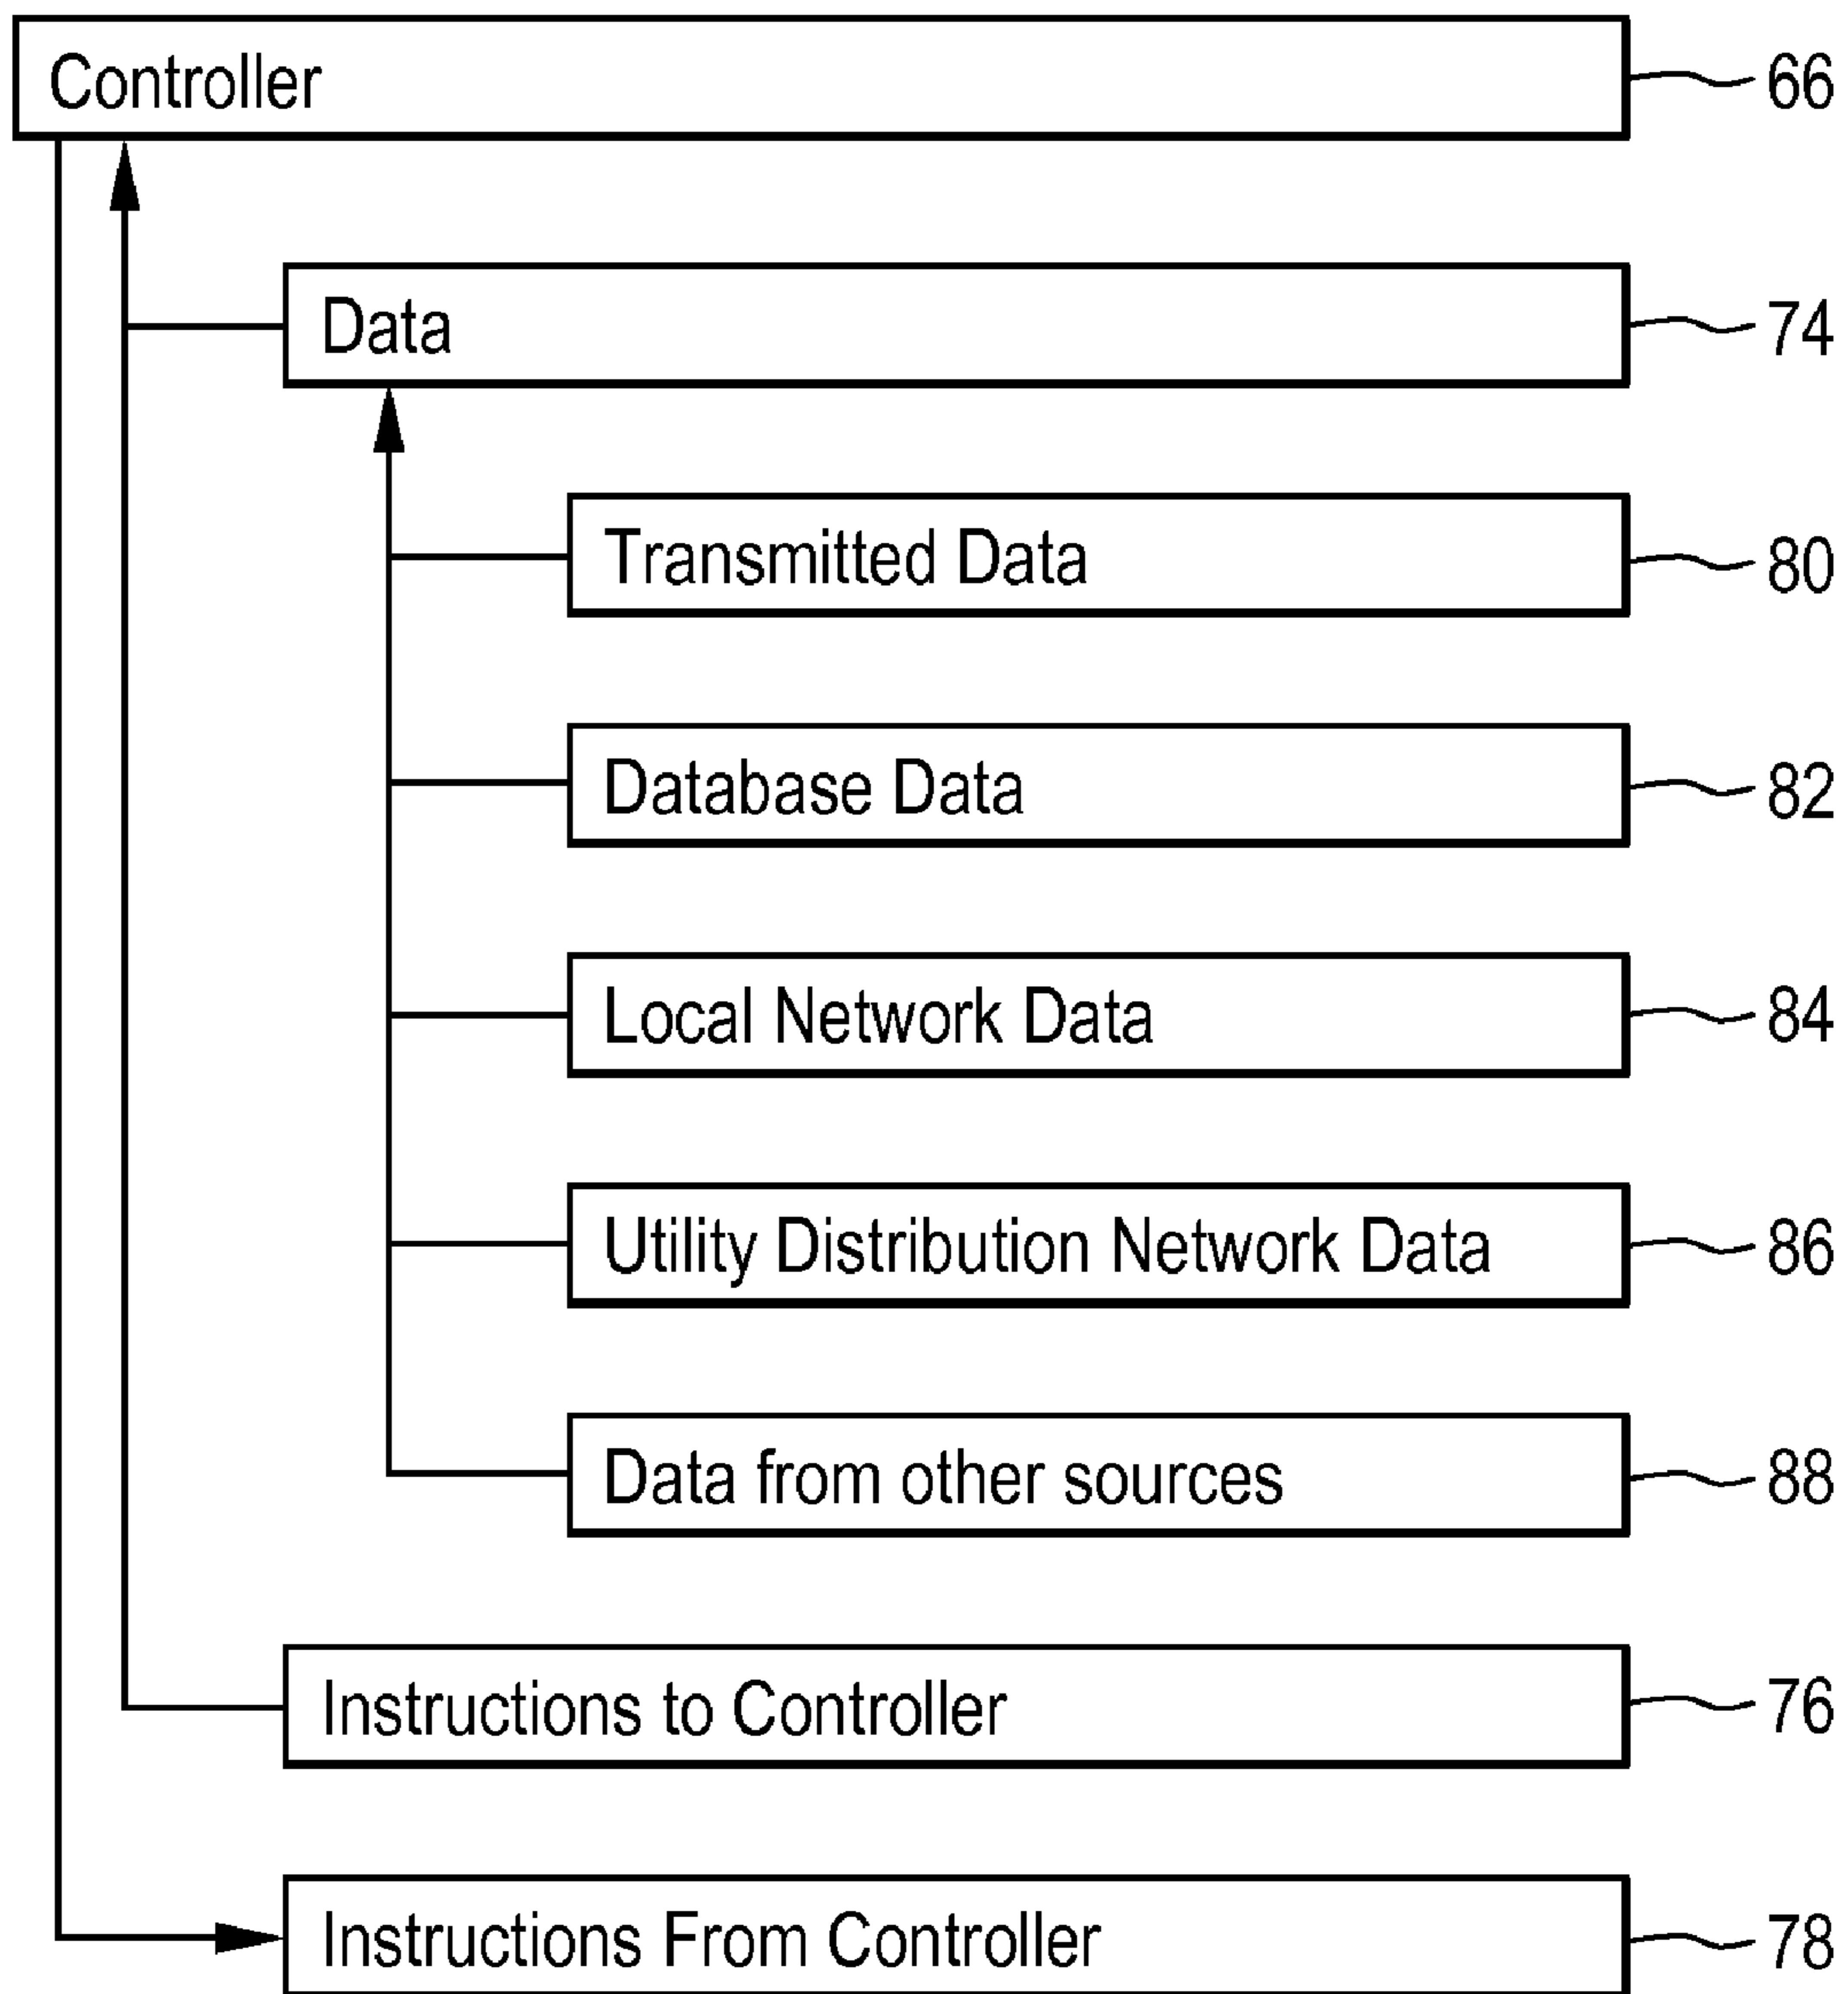 Controller 66
Data 74
Transmitted Data 80
Database Data 82
Local Network Data 84
Utility Distribution Network Data 86
Data from other sources 88
Instructions to Controller 76
Instructions From Controller 78